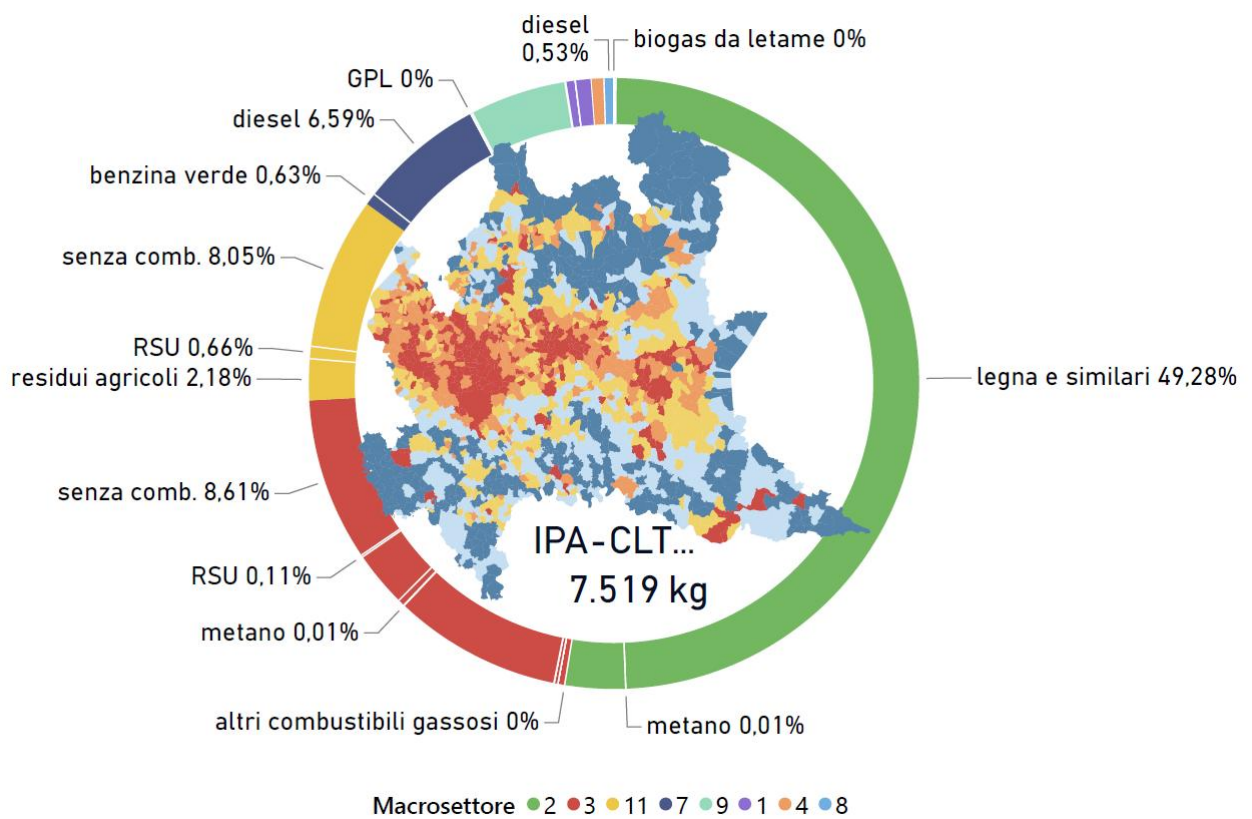 diesel
0,53%
biogas da letame 0%
GPL 0%
diesel 6,59%
benzina verde 0,63%
senza comb. 8,05%
RSU 0,66%
residui agricoli 2,18%
legna e similari 49,28%
senza comb. 8,61%
IPA-CLT...
7.519 kg
RSU 0,11%
metano 0,01%
altri combustibili gassosi 0%
metano 0,01%
Macrosettore 2 3 11 7 9 1 4 8